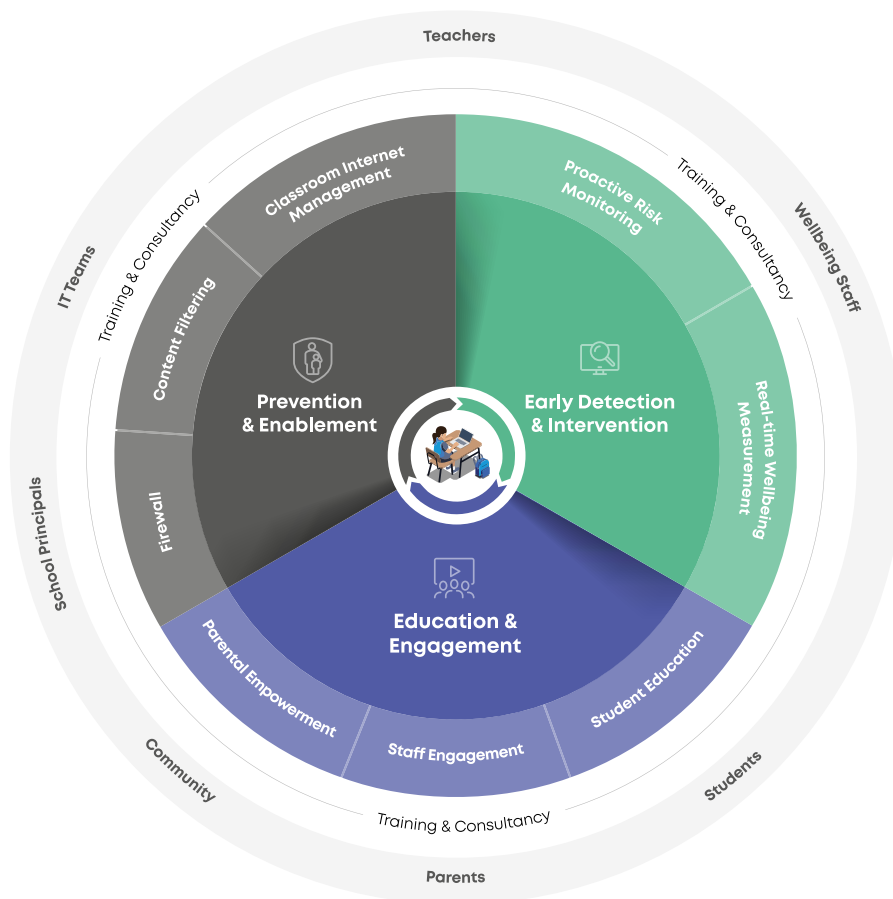 Teachers
Training & Consultancy
Training & Consultancy
Wellbeing Staff
IT Teams
Classroom Internet
Management
Proactive Risk
Monitoring
Content Filtering
Prevention
& Enablement
Early Detection
& Intervention
Real-time Wellbeing
Measurement
Firewall
School Principals
Education &
Engagement
Parental Empowerment
Staff Engagement
Student Education
Community
Students
Training & Consultancy
Parents